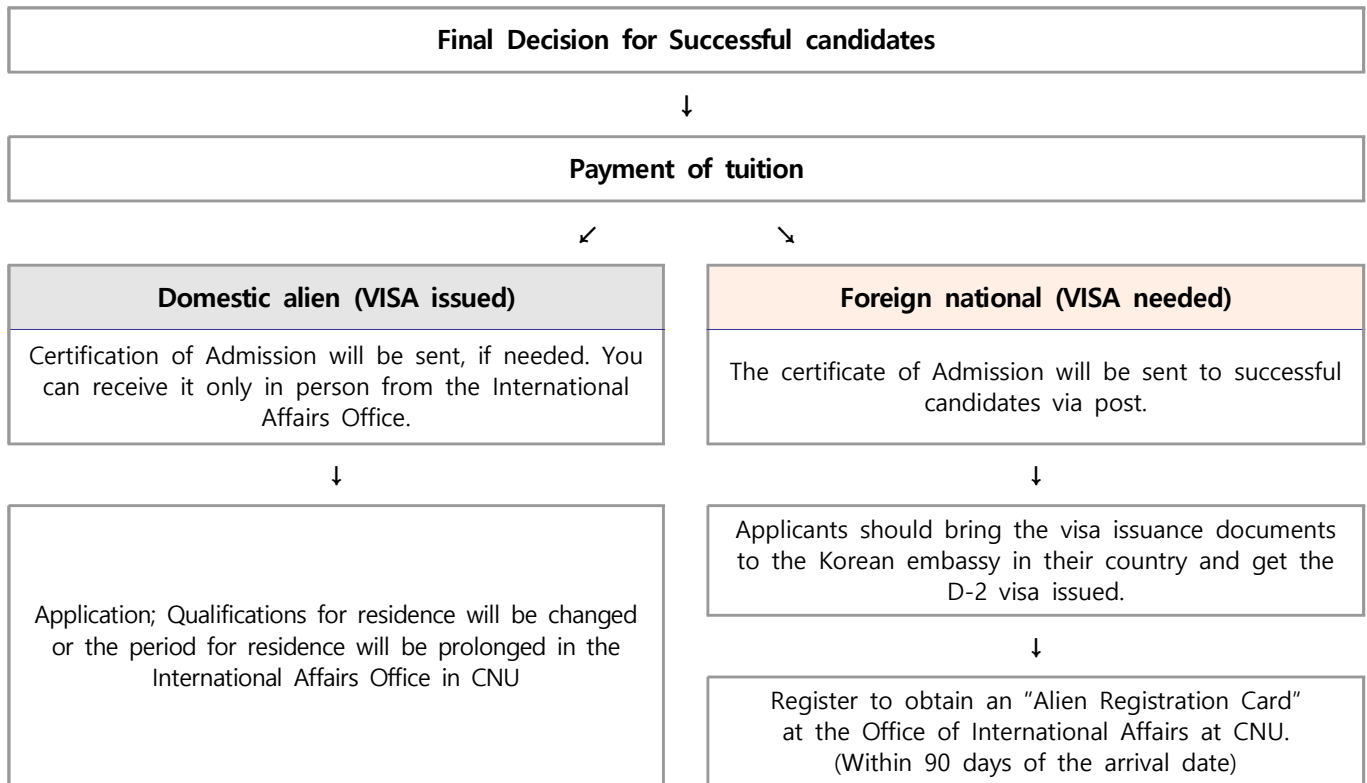 Final Decision for Successful candidates
↓
Payment of tuition
↙ ↘
Domestic alien (VISA issued)
Certification of Admission will be sent, if needed. You
can receive it only in person from the International
Affairs Office.
↓
Application; Qualifications for residence will be changed
or the period for residence will be prolonged in the
International Affairs Office in CNU
Foreign national (VISA needed)
The certificate of Admission will be sent to successful
candidates via post.
↓
Applicants should bring the visa issuance documents
to the Korean embassy in their country and get the
D-2 visa issued.
↓
Register to obtain an "Alien Registration Card"
at the Office of International Affairs at CNU.
(Within 90 days of the arrival date)